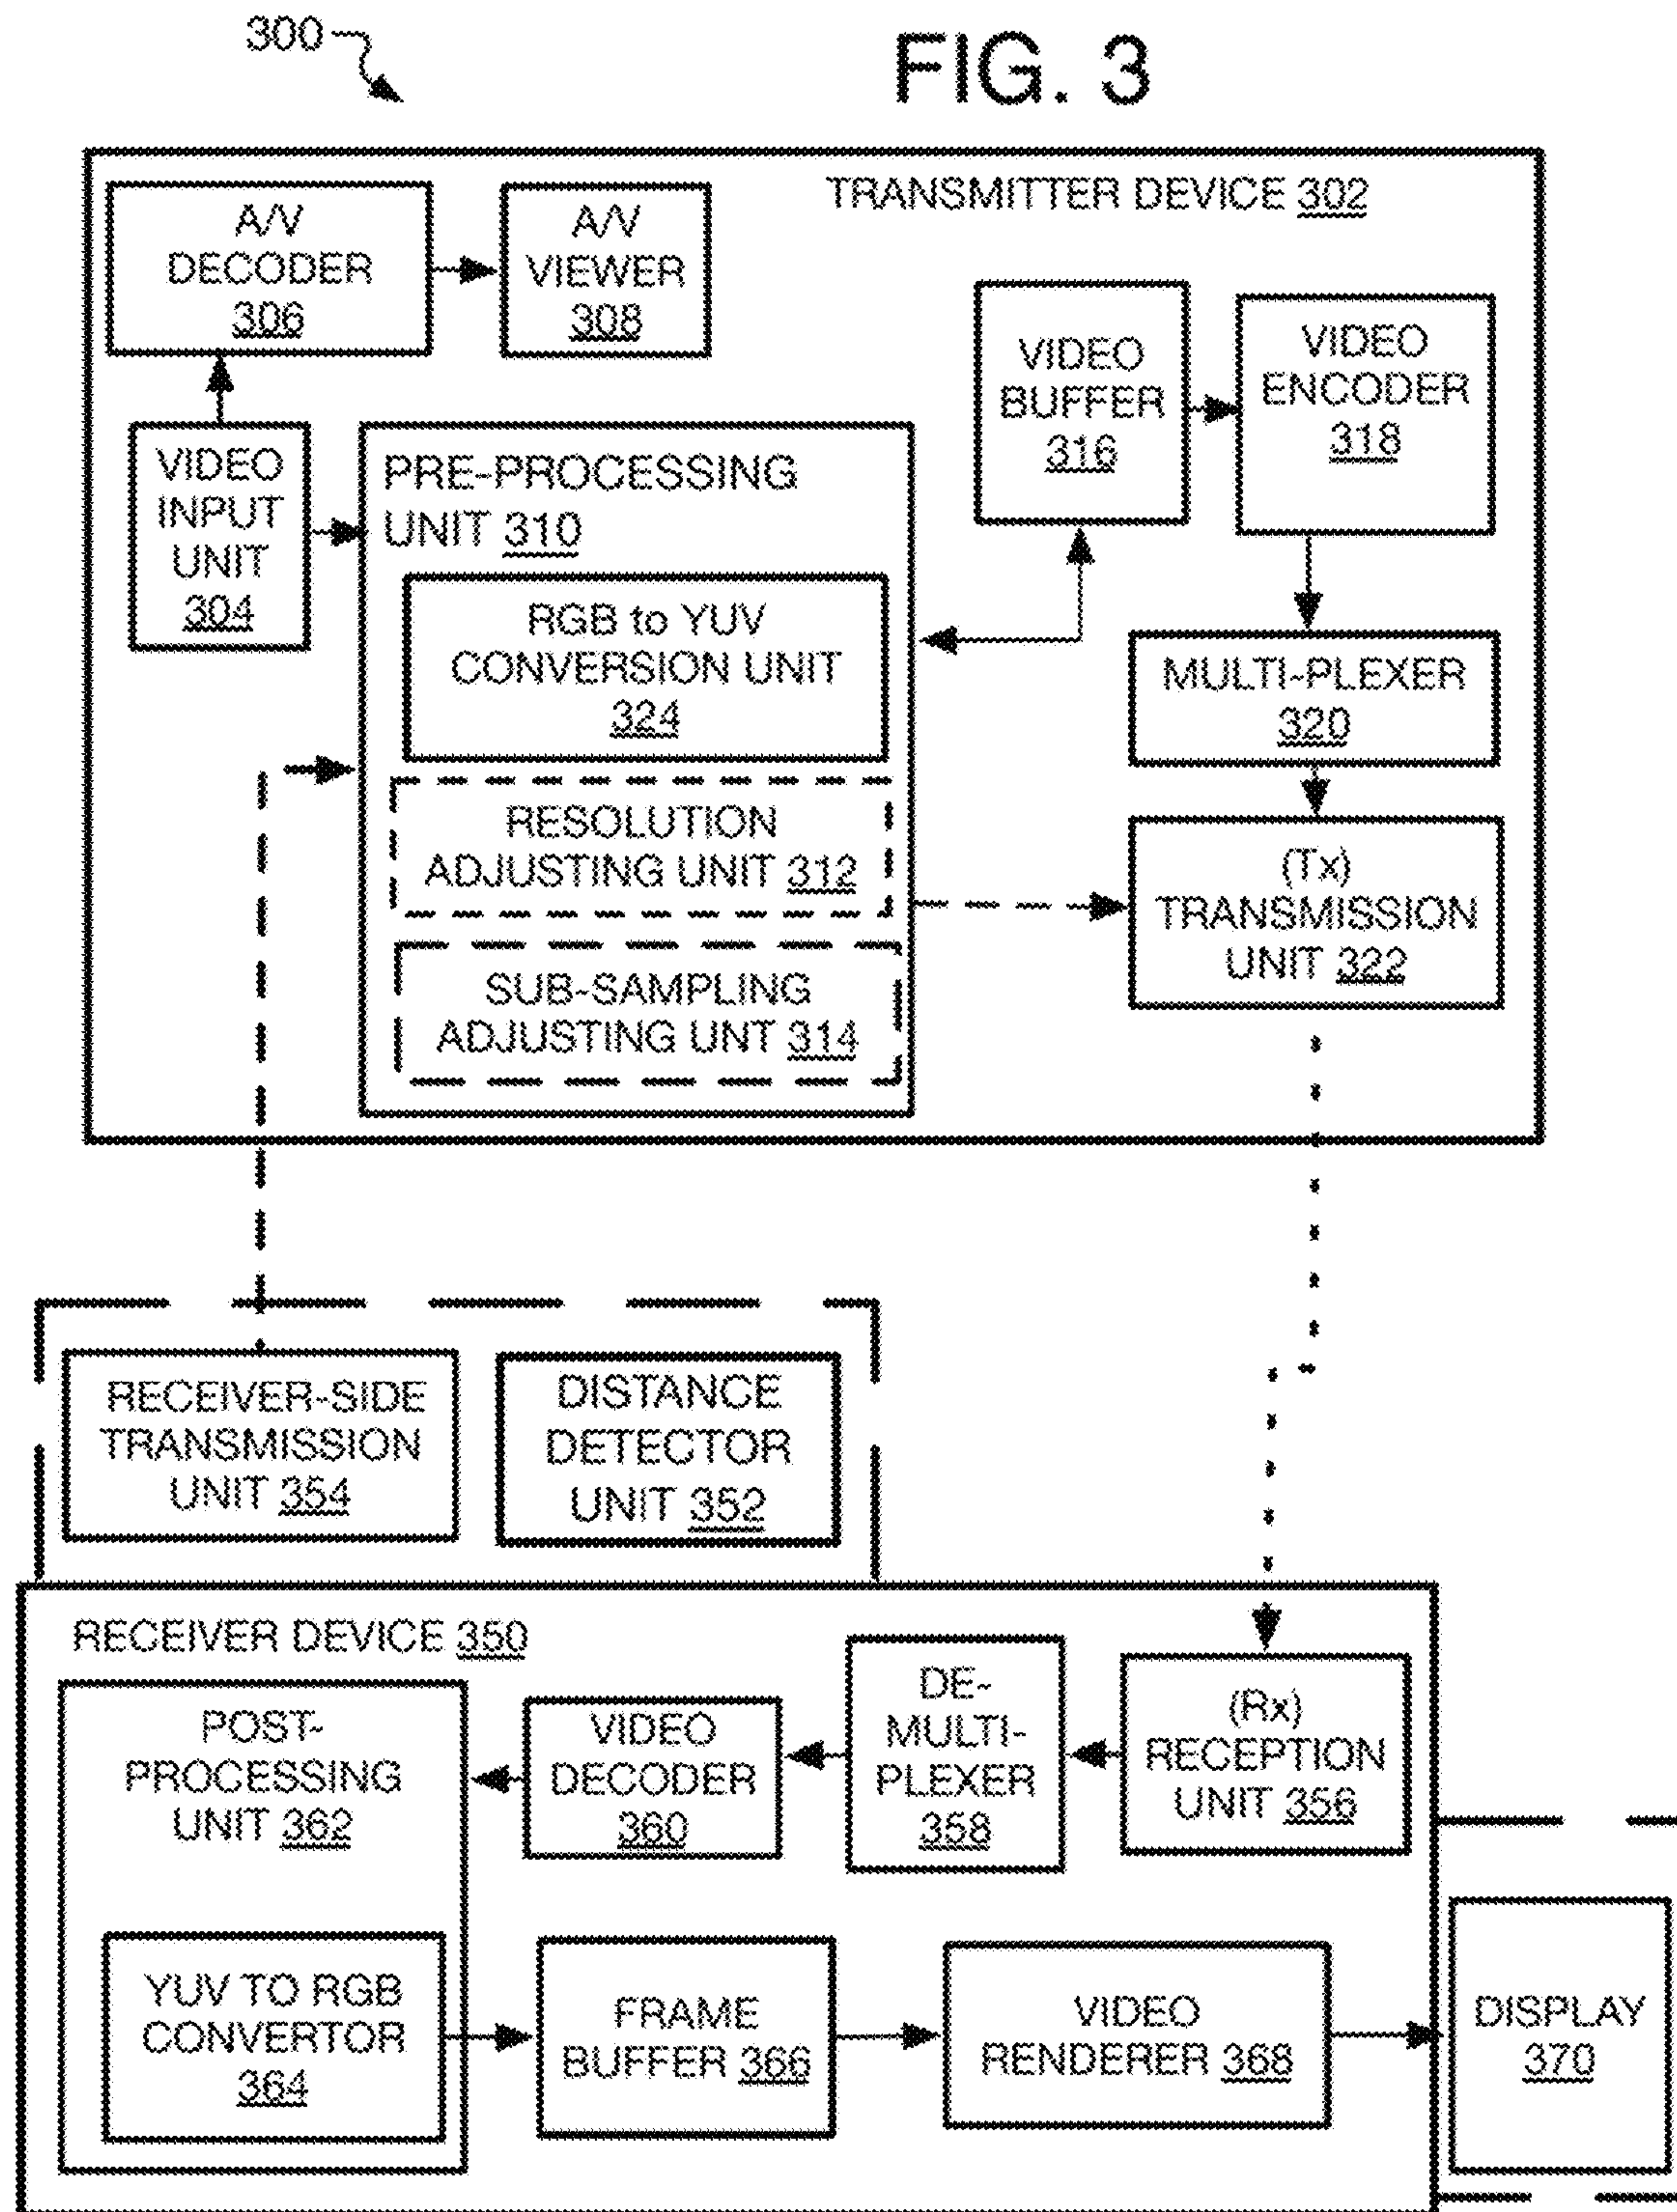 300
FIG. 3
TRANSMITTER DEVICE 302
A/V
DECODER
306
A/V
VIEWER
308
VIDEO
INPUT
UNIT
304
PRE-PROCESSING
UNIT 310
RGB to YUV
CONVERSION UNIT
324
RESOLUTION
ADJUSTING UNIT 312
SUB-SAMPLING
ADJUSTING UNT 314
VIDEO
BUFFER
316
VIDEO
ENCODER
318
MULTI-PLEXER
320
(Tx)
TRANSMISSION
UNIT 322
RECEIVER-SIDE
TRANSMISSION
UNIT 354
DISTANCE
DETECTOR
UNIT 352
RECEIVER DEVICE 350
POST-
PROCESSING
UNIT 362
VIDEO
DECODER
360
DE-
MULTI-
PLEXER
358
(Rx)
RECEPTION
UNIT 356
YUV TO RGB
CONVERTOR
364
FRAME
BUFFER 366
VIDEO
RENDERER 368
DISPLAY
370